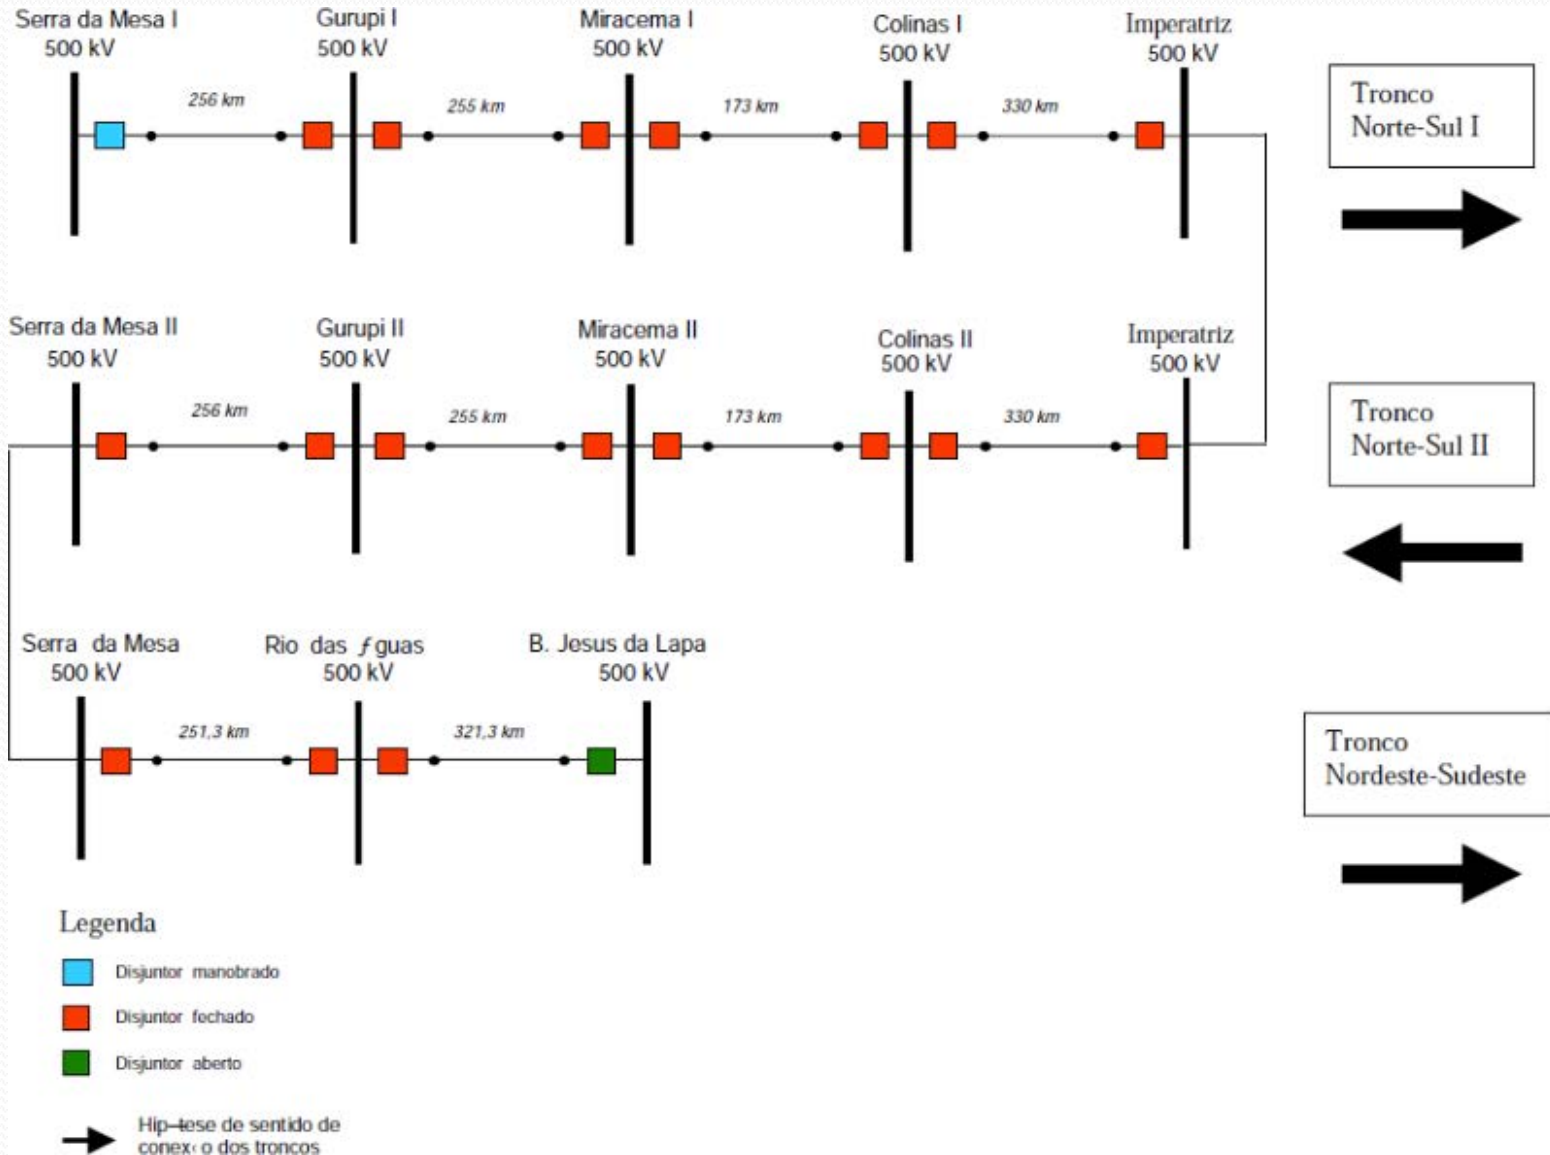 Serra da Mesa I
500 kV
Gurupi I
500 kV
Miracema I
500 kV
Colinas I
500 kV
Imperatriz
500 kV
256 km
255 km
173 km
330 km
Tronco
Norte-Sul I
Serra da Mesa II
500 kV
Gurupi II
500 kV
Miracema II
500 kV
Colinas II
500 kV
Imperatriz
500 kV
256 km
255 km
173 km
330 km
Tronco
Norte-Sul II
Serra da Mesa
500 kV
Rio das ƒguas
500 kV
B. Jesus da Lapa
500 kV
251,3 km
321,3 km
Tronco
Nordeste-Sudeste
Legenda
Disjuntor manobrado
Disjuntor fechado
Disjuntor aberto
Hip—tese de sentido de
conex‹o dos troncos